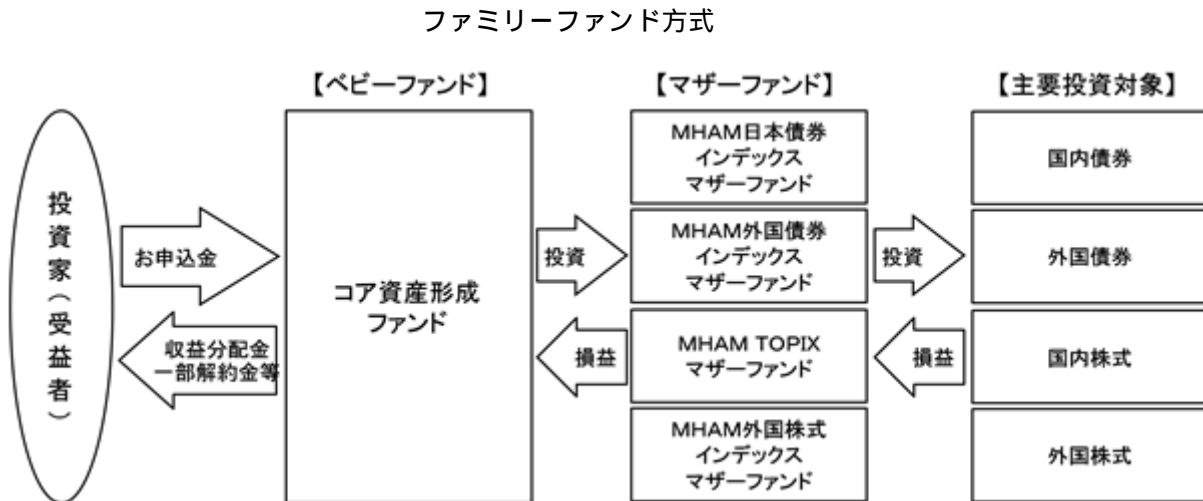 ファミリーファンド方式
【ベビーファンド】
【マザーファンド】
【主要投資対象】
投資家(受益者)
お申込金
収益分配金
一部解約金等
コア資産形成
ファンド
投資
損益
MHAM日本債券
インデックス
マザーファンド
MHAM外国債券
インデックス
マザーファンド
MHAM TOPIX
マザーファンド
MHAM外国株式
インデックス
マザーファンド
投資
損益
国内債券
外国債券
国内株式
外国株式